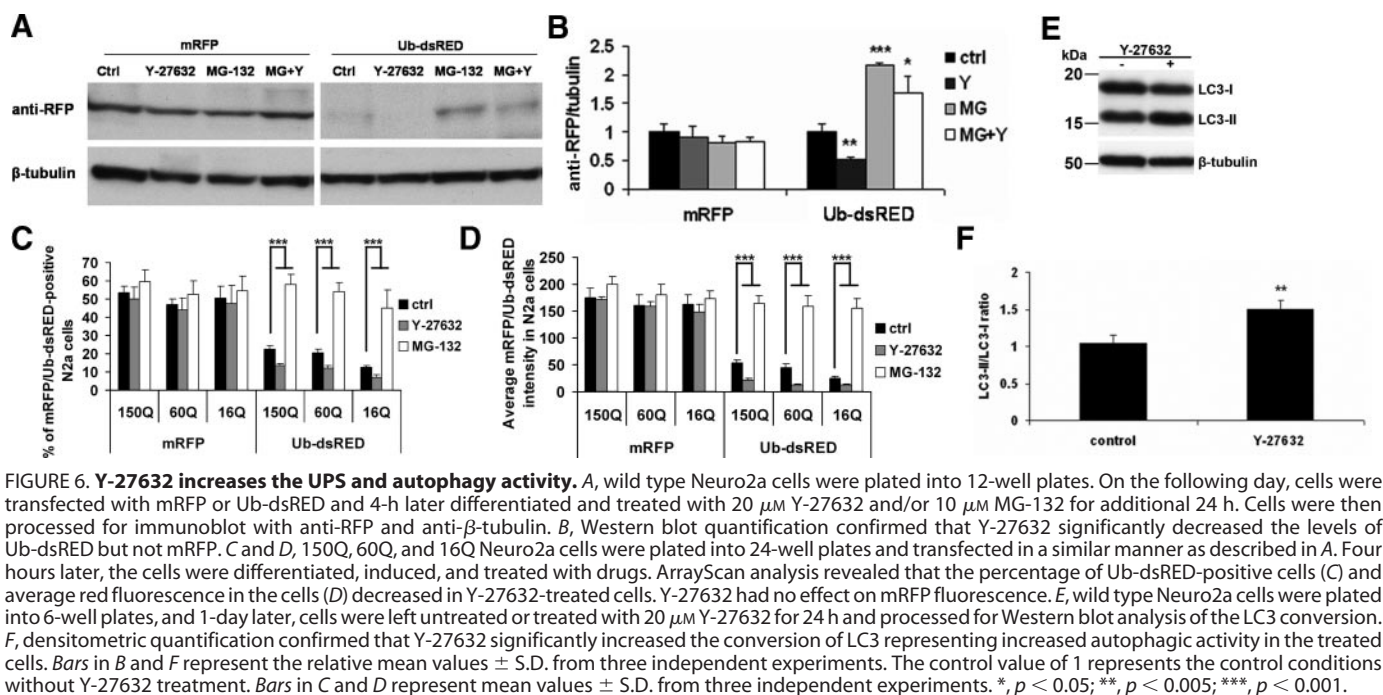 A
mRFP
Ub-dsRED
Ctrl Y-27632 MG-132 MG+Y Ctrl Y-27632 MG-132 MG+Y
anti-RFP
β-tubulin
B
anti-RFP/tubulin
2.5
2
1.5
1
0.5
0
***
*
**
ctrl
Y
MG
MG+Y
mRFP Ub-dsRED
E
Y-27632
kDa - +
20
LC3-I
LC3-II
15
50
β-tubulin
C
% of mRFP/Ub-dsRED-positive
N2a cells
70
60
50
40
30
20
10
0
*** *** ***
ctrl
Y-27632
MG-132
150Q 60Q 16Q 150Q 60Q 16Q
mRFP Ub-dsRED
D
Average mRFP/Ub-dsRED
intensity in N2a cells
250
200
150
100
50
0
*** *** ***
ctrl
Y-27632
MG-132
150Q 60Q 16Q 150Q 60Q 16Q
mRFP Ub-dsRED
F
LC3-II/LC3-I ratio
2
1.5
1
0.5
0
**
control Y-27632
FIGURE 6. Y-27632 increases the UPS and autophagy activity. A, wild type Neuro2a cells were plated into 12-well plates. On the following day, cells were
transfected with mRFP or Ub-dsRED and 4-h later differentiated and treated with 20 μM Y-27632 and/or 10 μM MG-132 for additional 24 h. Cells were then
processed for immunoblot with anti-RFP and anti-β-tubulin. B, Western blot quantification confirmed that Y-27632 significantly decreased the levels of
Ub-dsRED but not mRFP. C and D, 150Q, 60Q, and 16Q Neuro2a cells were plated into 24-well plates and transfected in a similar manner as described in A. Four
hours later, the cells were differentiated, induced, and treated with drugs. ArrayScan analysis revealed that the percentage of Ub-dsRED-positive cells (C) and
average red fluorescence in the cells (D) decreased in Y-27632-treated cells. Y-27632 had no effect on mRFP fluorescence. E, wild type Neuro2a cells were plated
into 6-well plates, and 1-day later, cells were left untreated or treated with 20 μM Y-27632 for 24 h and processed for Western blot analysis of the LC3 conversion.
F, densitometric quantification confirmed that Y-27632 significantly increased the conversion of LC3 representing increased autophagic activity in the treated
cells. Bars in B and F represent the relative mean values ± S.D. from three independent experiments. The control value of 1 represents the control conditions
without Y-27632 treatment. Bars in C and D represent mean values ± S.D. from three independent experiments. *, p < 0.05; **, p < 0.005; ***, p < 0.001.